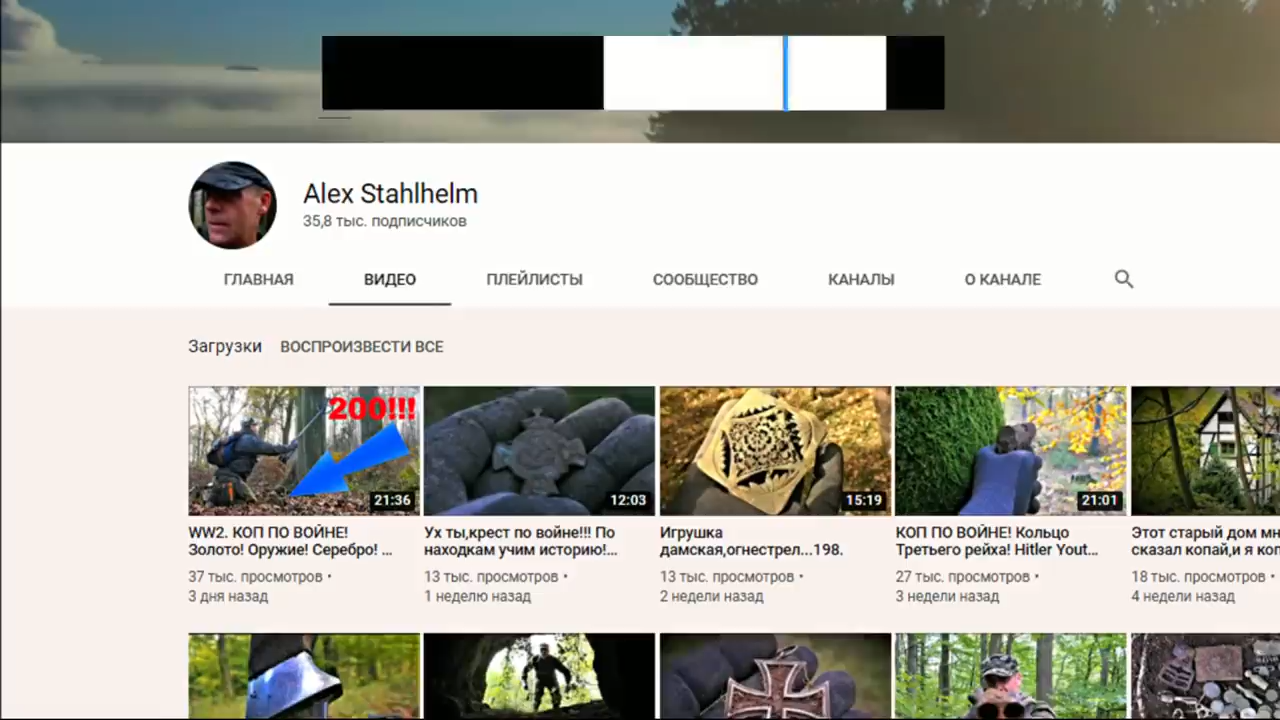 Alex Stahlhelm
35,8 тыс. подписчиков
ГЛАВНАЯ ВИДЕО ПЛЕЙЛИСТЫ СООБЩЕСТВО КАНАЛЫ О КАНАЛЕ
Загрузки ВОСПРОИЗВЕСТИ ВСЕ
200!!!
21:36 12:03 15:19 21:01
WW2. КОП ПО ВОЙНЕ!
Золото! Оружие! Серебро! ...
37 тыс. просмотров •
3 дня назад
Ух ты,крест по войне!!! По
находкам учим историю!...
13 тыс. просмотров •
1 неделю назад
Игрушка
дамская,огнестрел...198.
13 тыс. просмотров •
2 недели назад
КОП ПО ВОЙНЕ! Кольцо
Третьего рейха! Hitler Yout...
27 тыс. просмотров •
3 недели назад
Этот старый дом мн
сказал копай,и я коп
18 тыс. просмотров •
4 недели назад